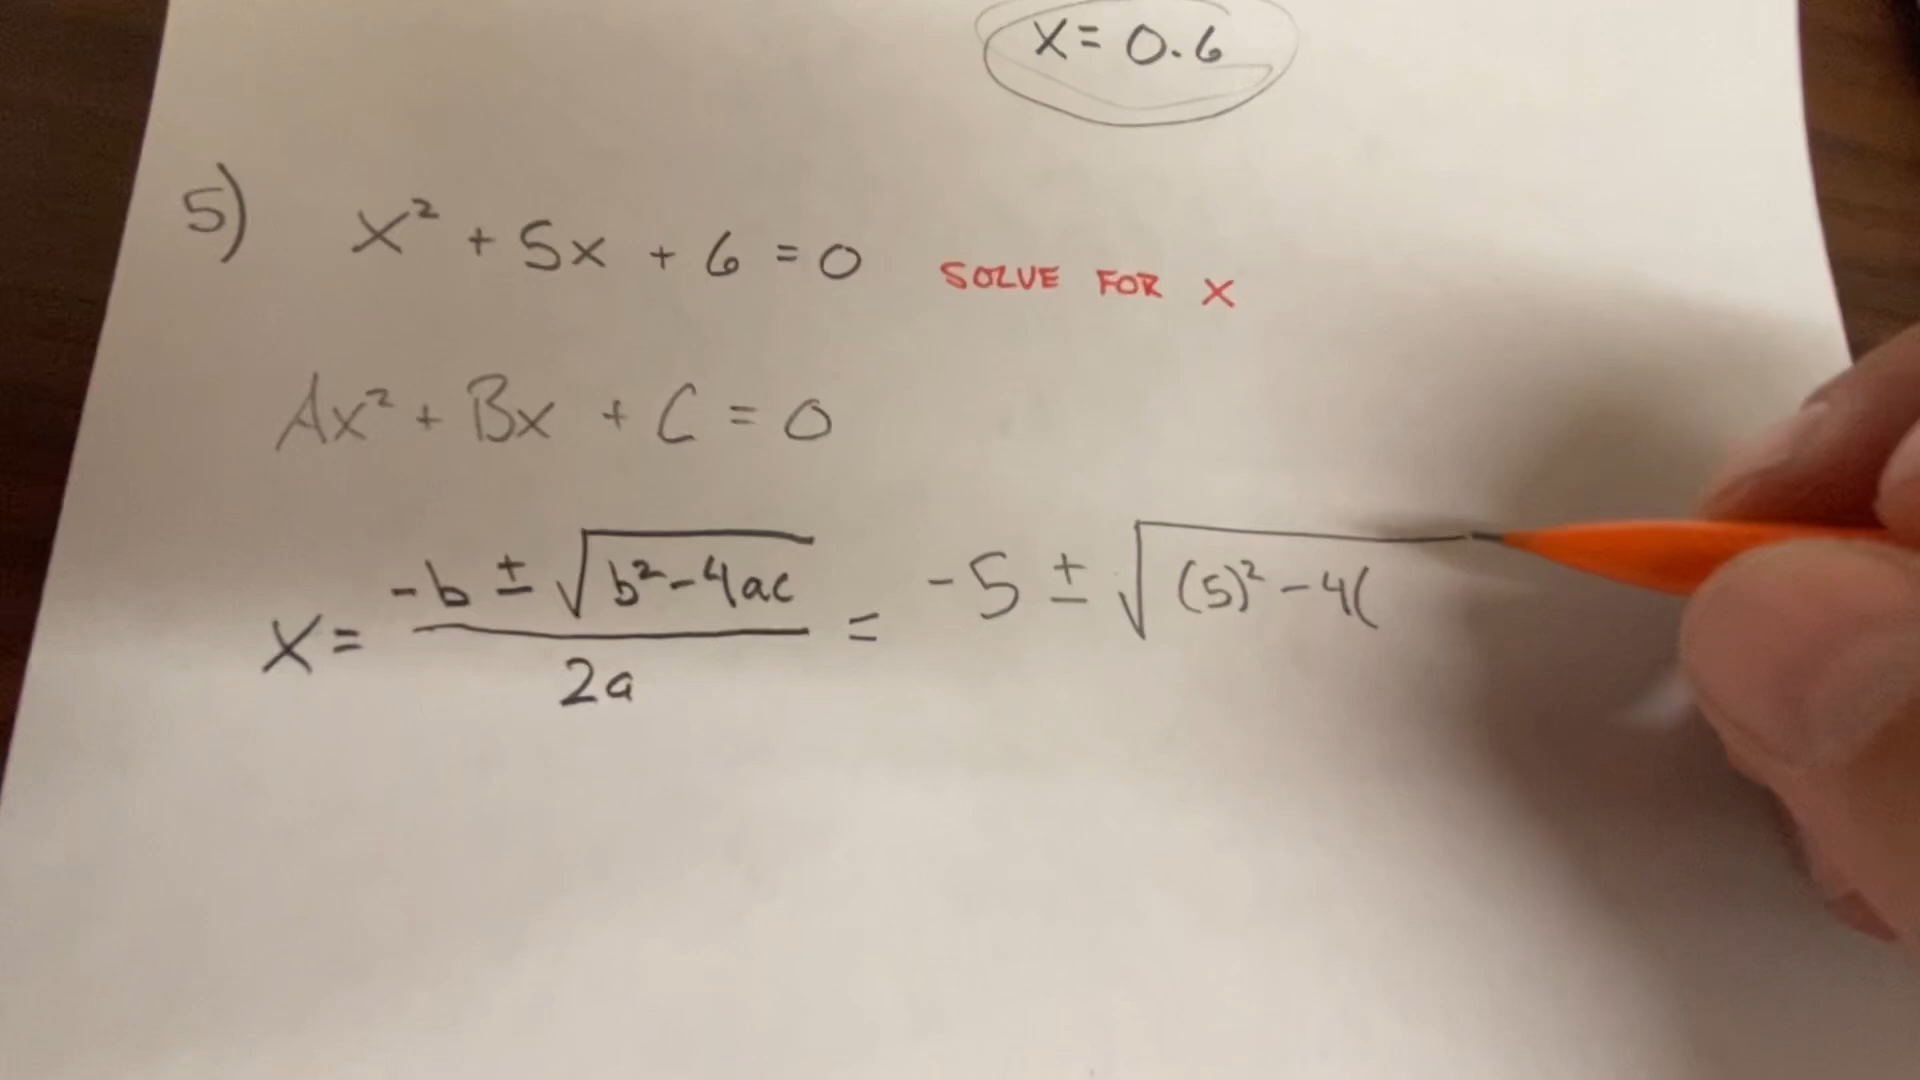 x = 0.6
5) x² + 5x + 6 = 0 SOLVE FOR X
Ax² + Bx + C = 0
x = (-b ± √(b² - 4ac)) / 2a = -5 ± √((5)² - 4(